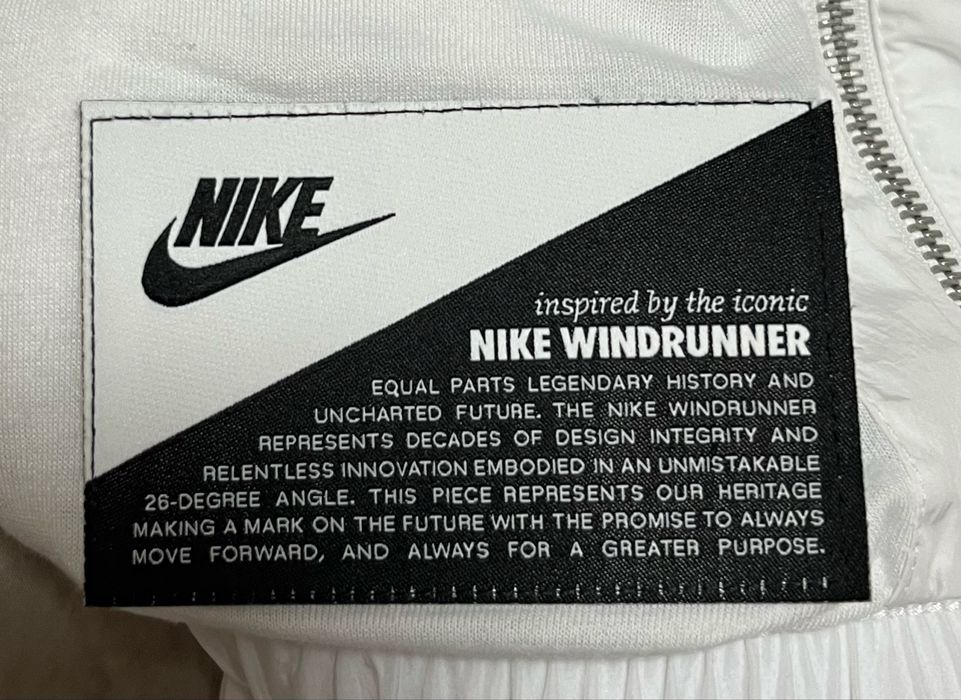 NIKE
inspired by the iconic
NIKE WINDRUNNER
EQUAL PARTS LEGENDARY HISTORY AND
UNCHARTED FUTURE. THE NIKE WINDRUNNER
REPRESENTS DECADES OF DESIGN INTEGRITY AND
RELENTLESS INNOVATION EMBODIED IN AN UNMISTAKABLE
26-DEGREE ANGLE. THIS PIECE REPRESENTS OUR HERITAGE
MAKING A MARK ON THE FUTURE WITH THE PROMISE TO ALWAYS
MOVE FORWARD, AND ALWAYS FOR A GREATER PURPOSE.